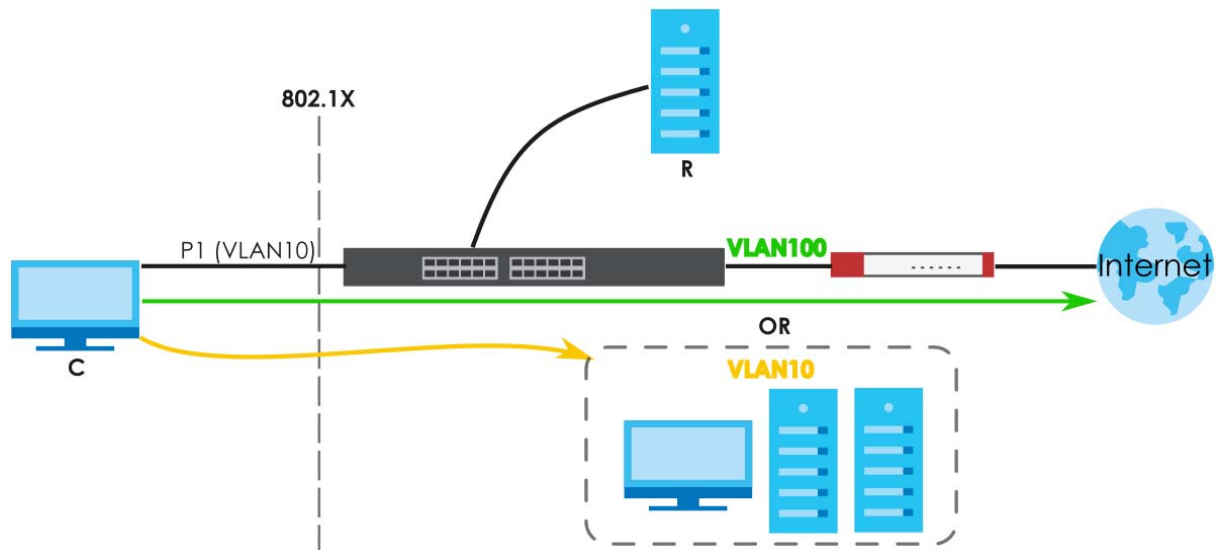 802.1X
R
P1 (VLAN10)
VLAN100
Internet
OR
C
VLAN10